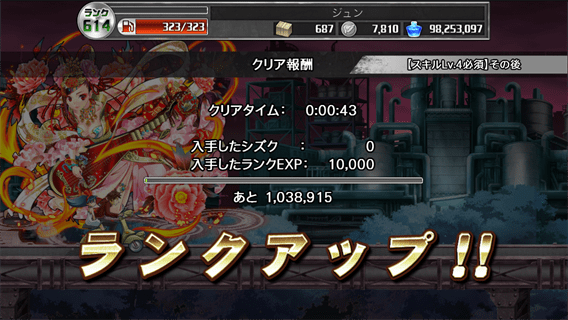 ランク
614
323/323
ジュン
687
7,810
98,253,097
クリア報酬
【スキルLv.4必須】その後
クリアタイム: 0:00:43
入手したシズク : 0
入手したランクEXP: 10,000
あと 1,038,915
ランクアップ!!